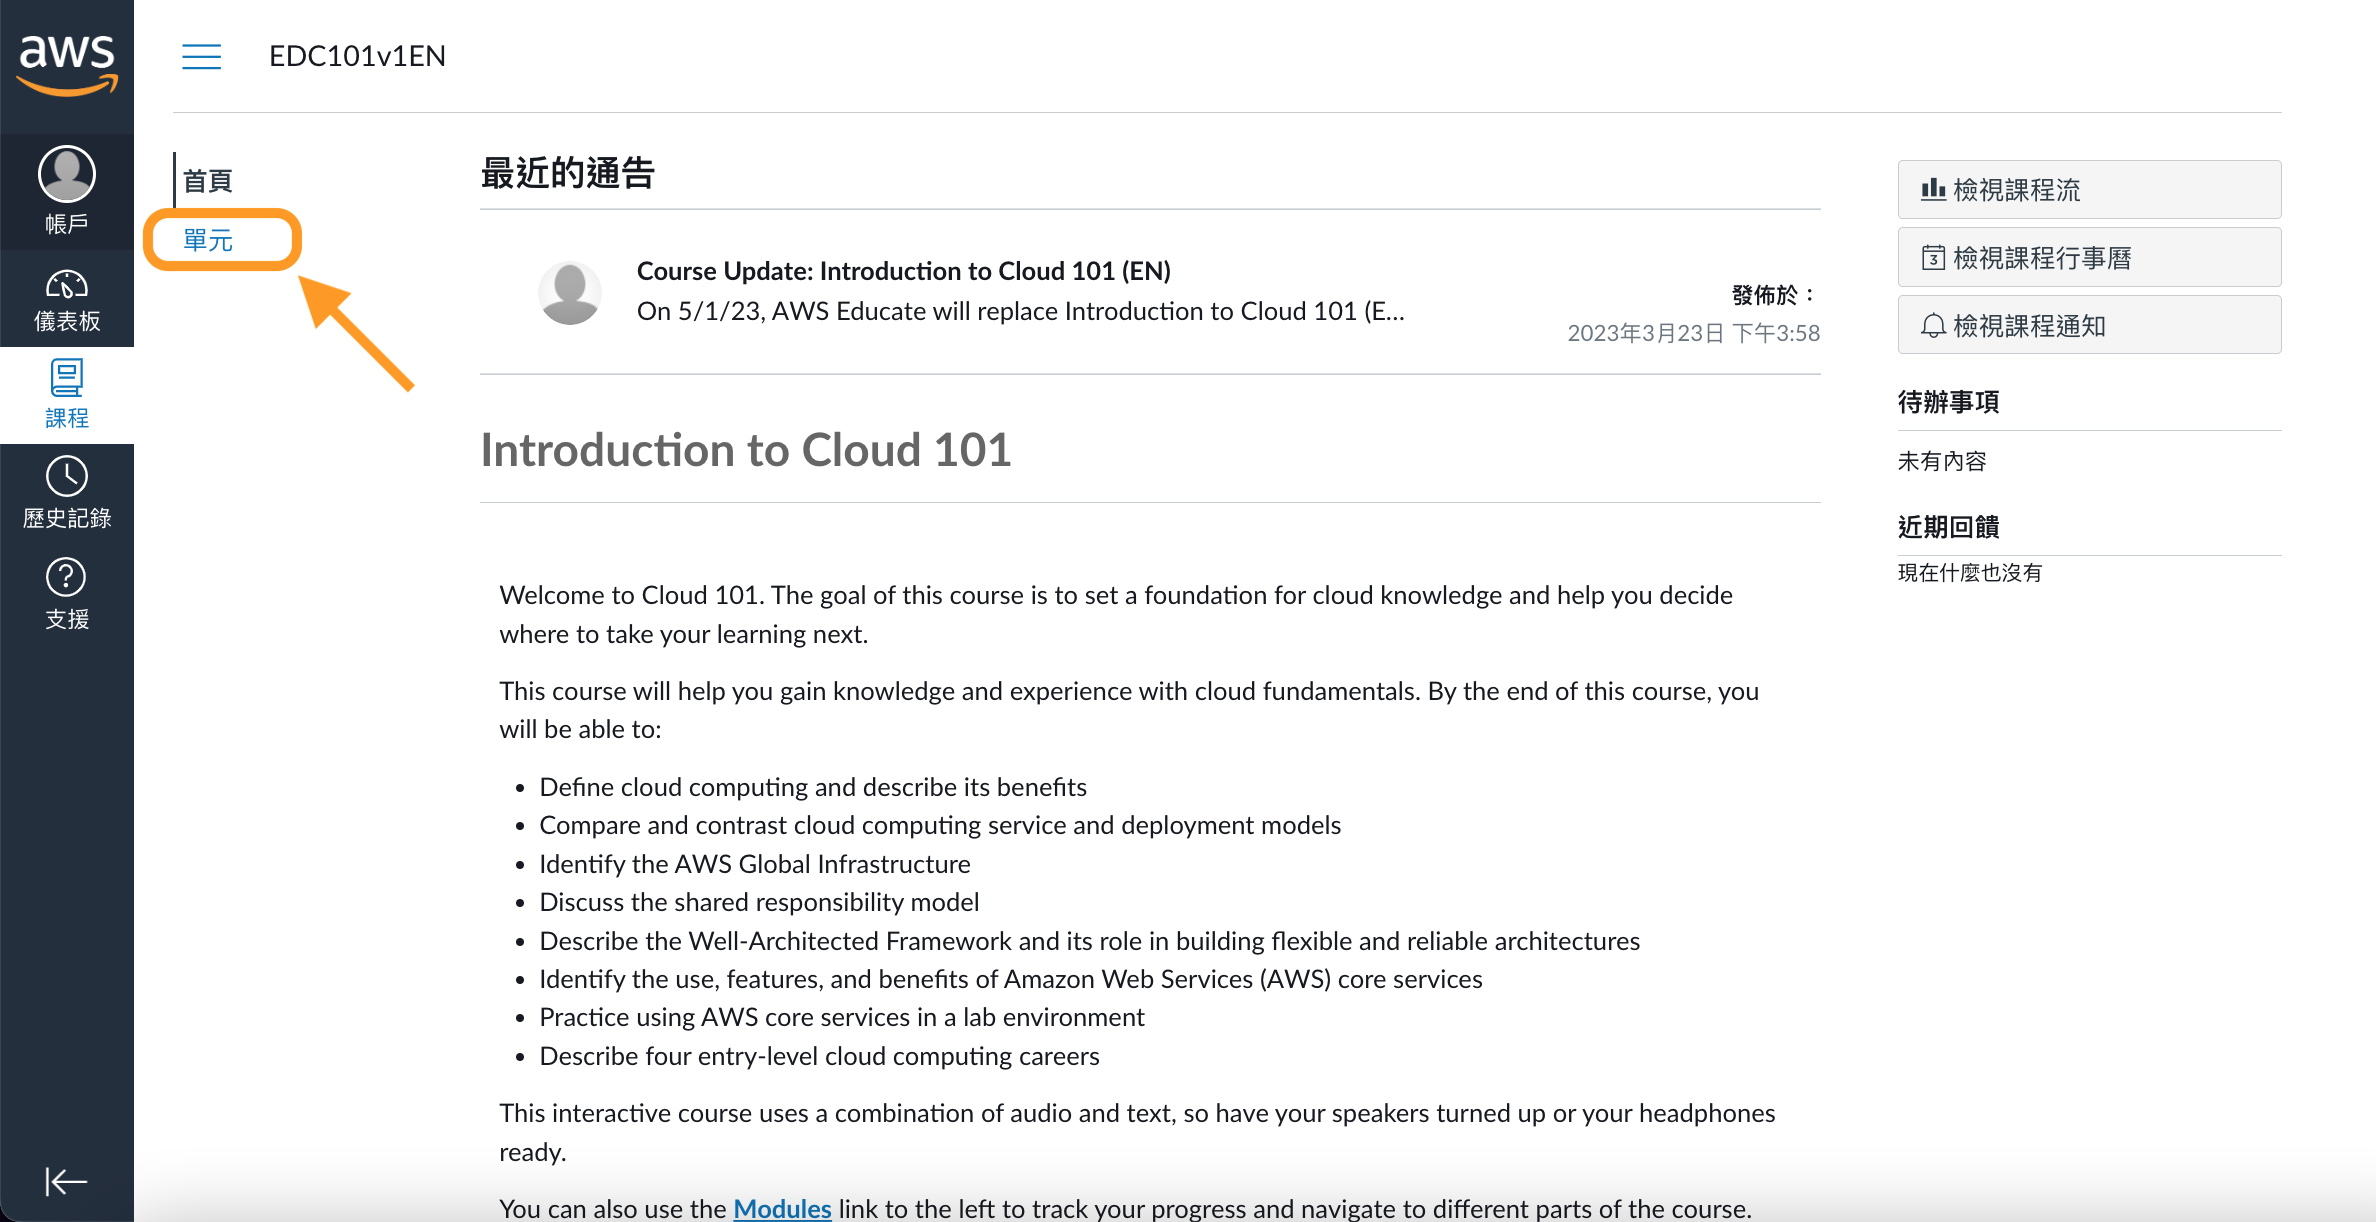 aws
帳戶
儀表板
課程
歷史記錄
支援
EDC101v1EN
首頁
單元
最近的通告
Course Update: Introduction to Cloud 101 (EN)
On 5/1/23, AWS Educate will replace Introduction to Cloud 101 (E...
發佈於：
2023年3月23日 下午3:58
Introduction to Cloud 101
Welcome to Cloud 101. The goal of this course is to set a foundation for cloud knowledge and help you decide
where to take your learning next.
This course will help you gain knowledge and experience with cloud fundamentals. By the end of this course, you
will be able to:
• Define cloud computing and describe its benefits
• Compare and contrast cloud computing service and deployment models
• Identify the AWS Global Infrastructure
• Discuss the shared responsibility model
• Describe the Well-Architected Framework and its role in building flexible and reliable architectures
• Identify the use, features, and benefits of Amazon Web Services (AWS) core services
• Practice using AWS core services in a lab environment
• Describe four entry-level cloud computing careers
This interactive course uses a combination of audio and text, so have your speakers turned up or your headphones
ready.
You can also use the Modules link to the left to track your progress and navigate to different parts of the course.
檢視課程流
3 檢視課程行事曆
檢視課程通知
待辦事項
未有內容
近期回饋
現在什麼也沒有